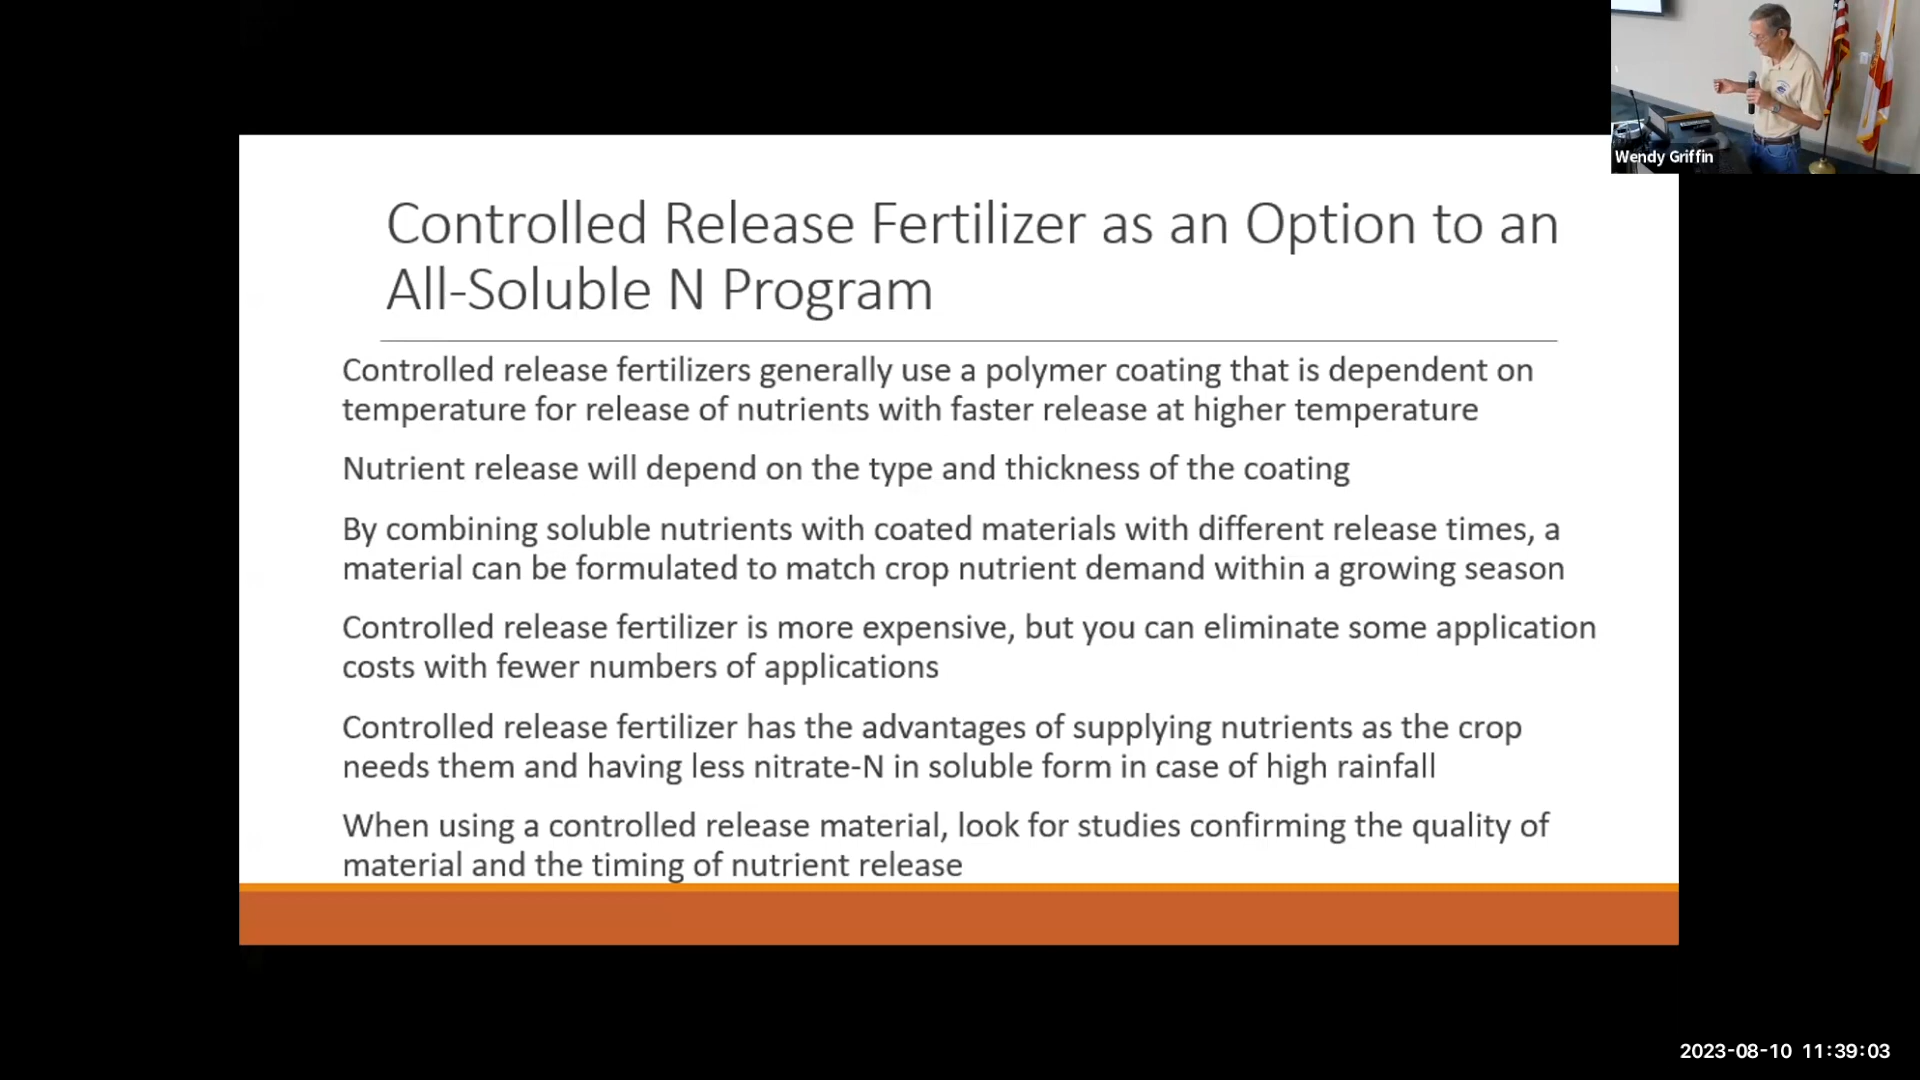 Wendy Griffin
Controlled Release Fertilizer as an Option to an
All-Soluble N Program
Controlled release fertilizers generally use a polymer coating that is dependent on
temperature for release of nutrients with faster release at higher temperature
Nutrient release will depend on the type and thickness of the coating
By combining soluble nutrients with coated materials with different release times, a
material can be formulated to match crop nutrient demand within a growing season
Controlled release fertilizer is more expensive, but you can eliminate some application
costs with fewer numbers of applications
Controlled release fertilizer has the advantages of supplying nutrients as the crop
needs them and having less nitrate-N in soluble form in case of high rainfall
When using a controlled release material, look for studies confirming the quality of
material and the timing of nutrient release
2023-08-10 11:39:03